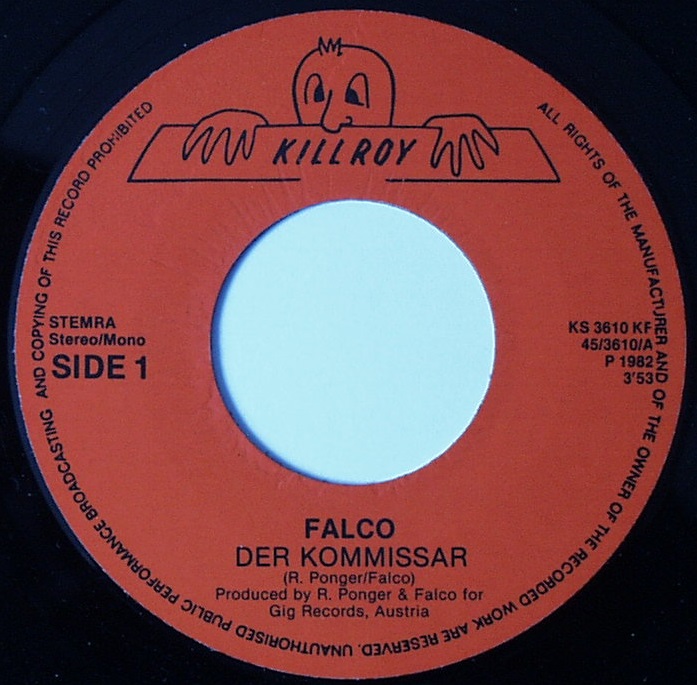 KILLROY
ALL RIGHTS OF THE MANUFACTURER AND OF THE OWNER OF THE RECORDED WORK ARE RESERVED. UNAUTHORISED PUBLIC PERFORMANCE BROADCASTING AND COPYING OF THIS RECORD PROHIBITED
STEMRA
Stereo/Mono
SIDE 1
KS 3610 KF
45/3610/A
P 1982
3'53
FALCO
DER KOMMISSAR
(R. Ponger/Falco)
Produced by R. Ponger & Falco for
Gig Records, Austria